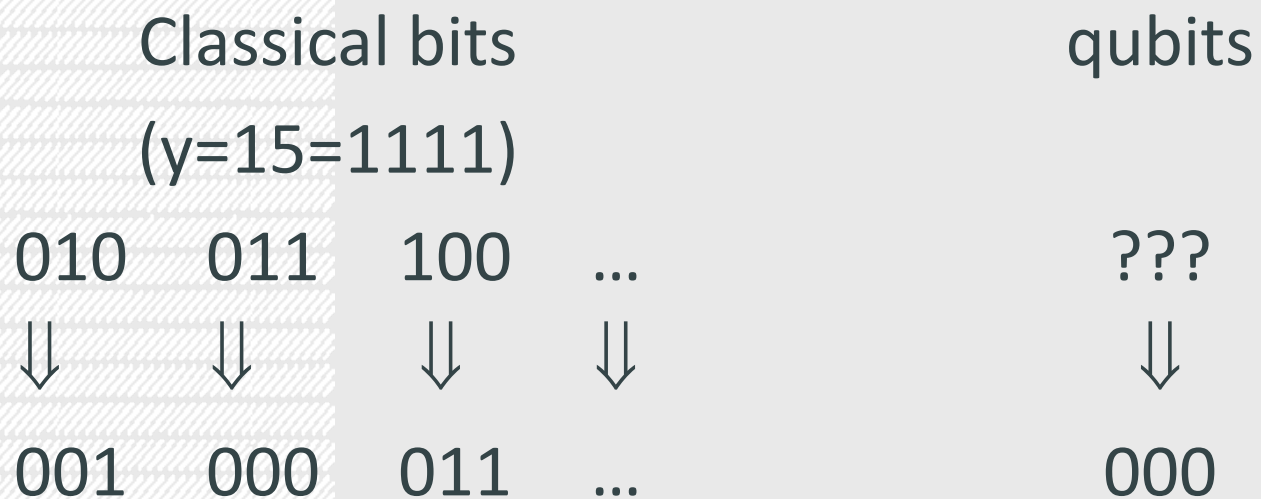 Classical bits qubits
(y=15=1111)
010 011 100 ... ???
⇓ ⇓ ⇓ ⇓ ⇓
001 000 011 ... 000